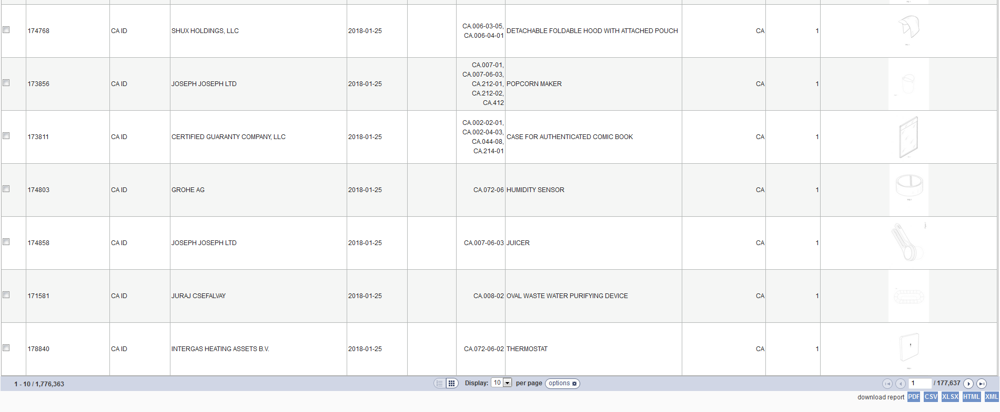 174768 CA ID SHUX HOLDINGS, LLC 2018-01-25 CA.006-03-05, CA.006-04-01 DETACHABLE FOLDABLE HOOD WITH ATTACHED POUCH CA 1
173856 CA ID JOSEPH JOSEPH LTD 2018-01-25 CA.007-01, CA.007-06-03, CA.212-01, CA.212-02, CA.412 POPCORN MAKER CA 1
173811 CA ID CERTIFIED GUARANTY COMPANY, LLC 2018-01-25 CA.002-02-01, CA.002-04-03, CA.044-08, CA.214-01 CASE FOR AUTHENTICATED COMIC BOOK CA 1
174803 CA ID GROHE AG 2018-01-25 CA.072-06 HUMIDITY SENSOR CA 1
174858 CA ID JOSEPH JOSEPH LTD 2018-01-25 CA.007-06-03 JUICER CA 1
171581 CA ID JURAJ CSEFALVAY 2018-01-25 CA.008-02 OVAL WASTE WATER PURIFYING DEVICE CA 1
178840 CA ID INTERGAS HEATING ASSETS B.V. 2018-01-25 CA.072-06-02 THERMOSTAT CA 1
1 - 10 / 1,776,363 Display: 10 per page options 1 / 177,637
download report PDF CSV XLSX HTML XML